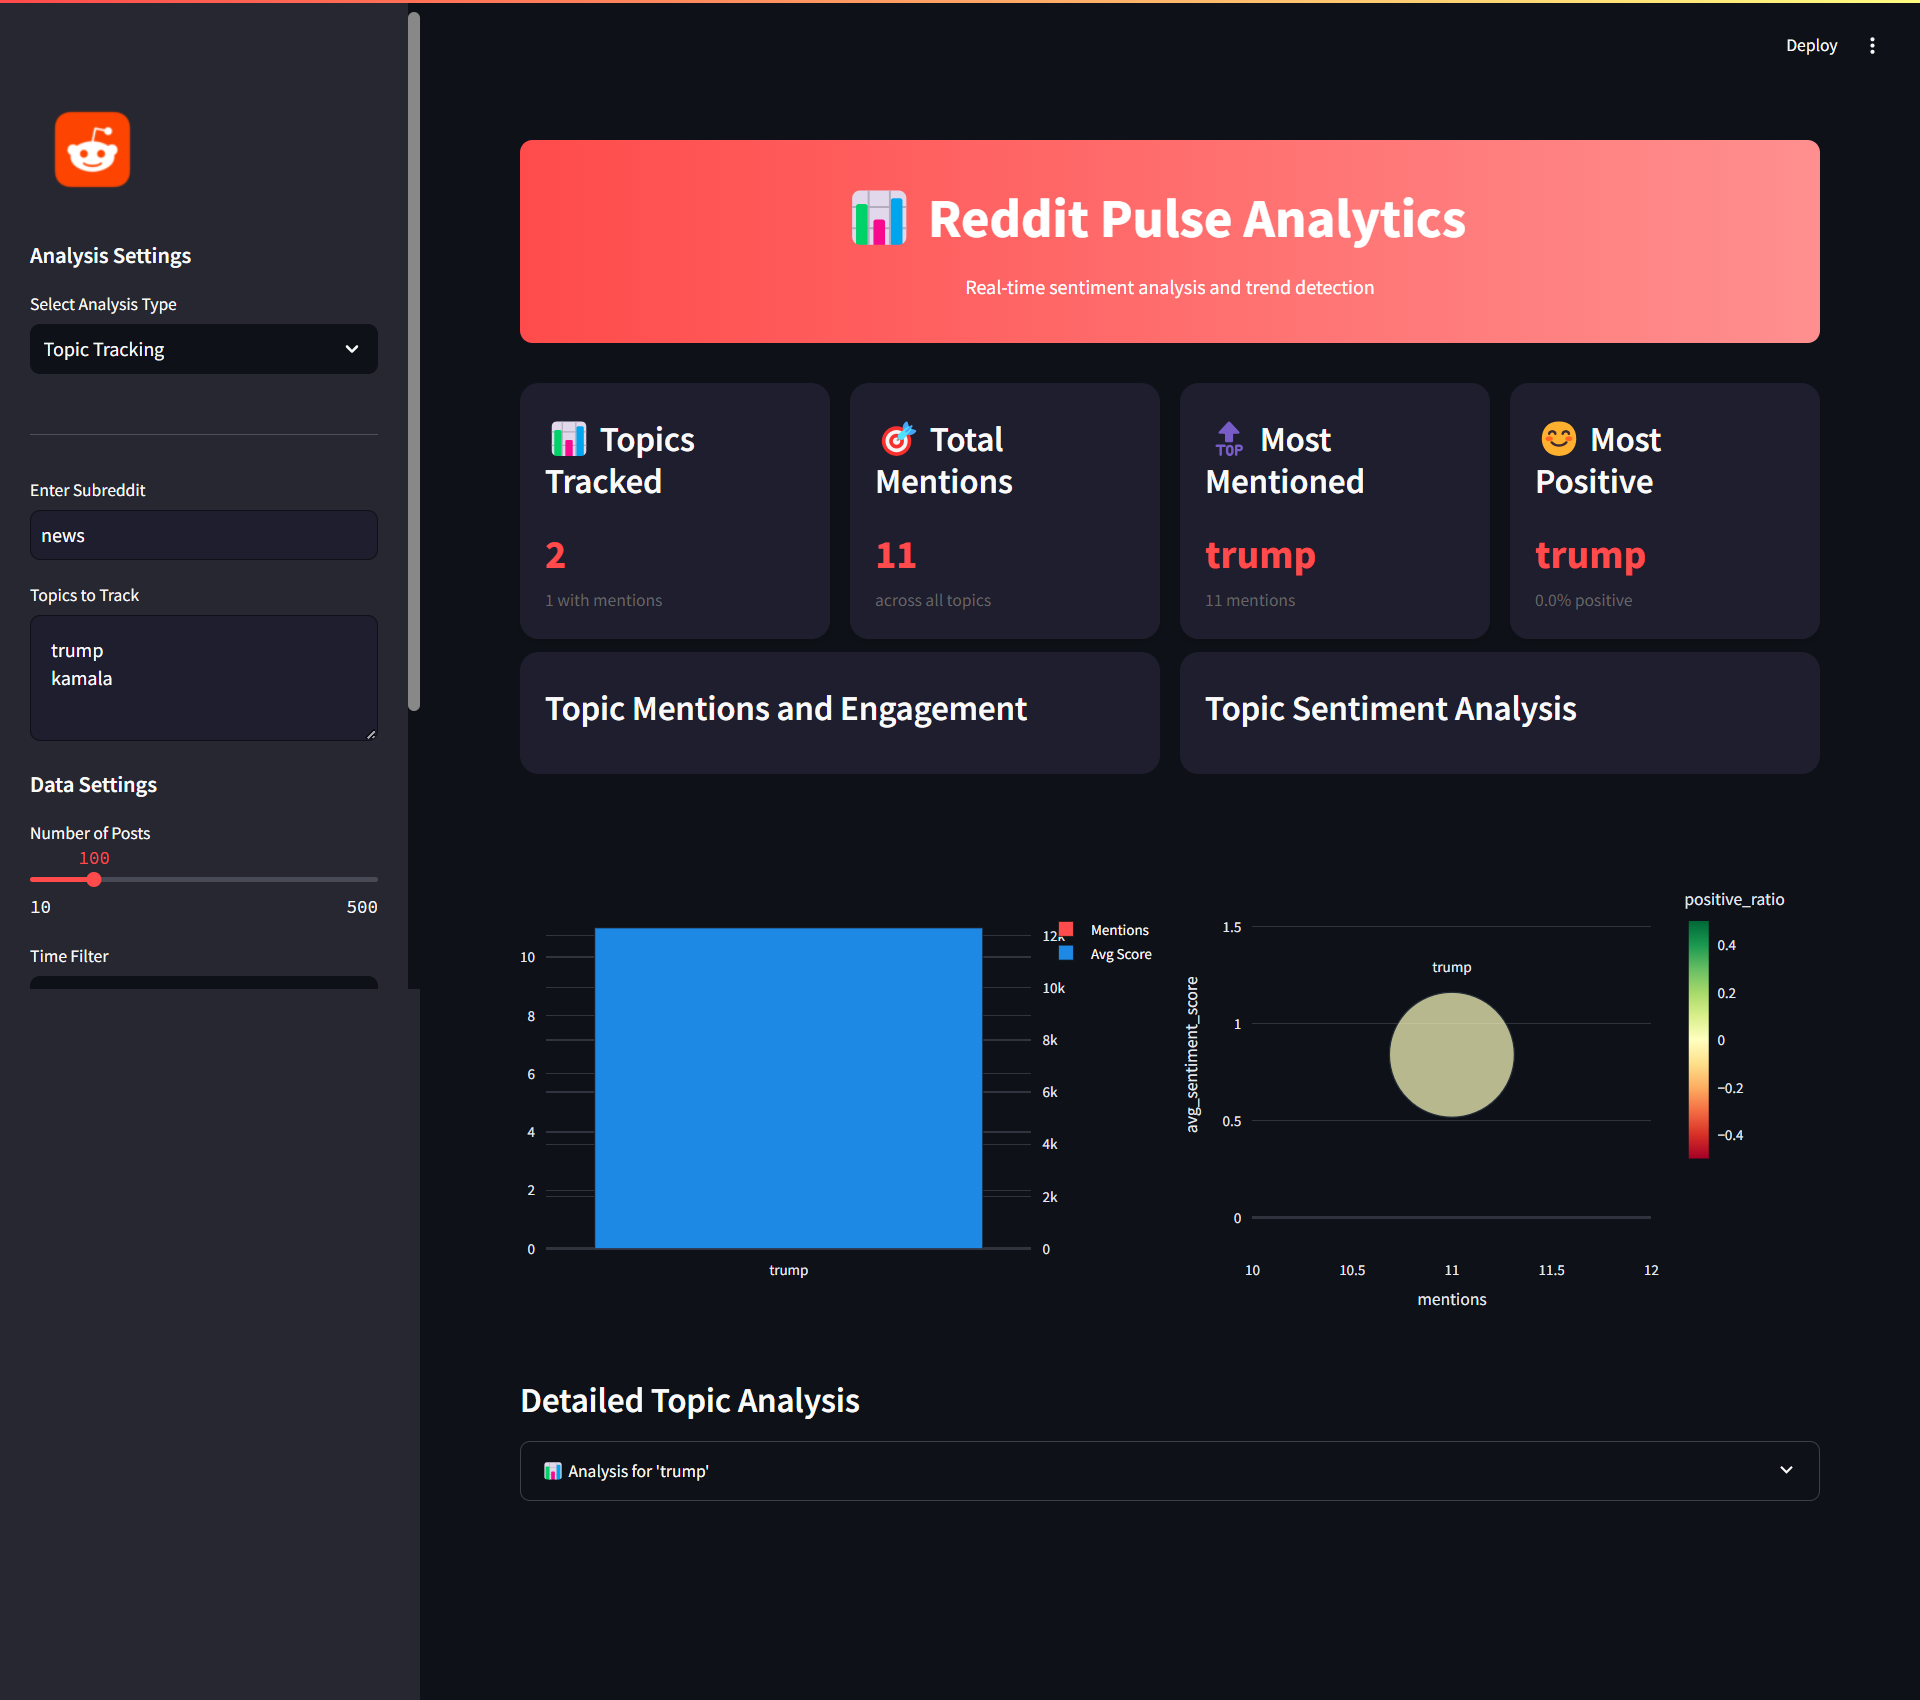 Deploy
Analysis Settings
Select Analysis Type
Topic Tracking
Enter Subreddit
news
Topics to Track
trump
kamala
Data Settings
Number of Posts
100
10
500
Time Filter
Reddit Pulse Analytics
Real-time sentiment analysis and trend detection
Topics
Tracked
2
1 with mentions
Total
Mentions
11
across all topics
TOP
Most
Mentioned
trump
11 mentions
Most
Positive
trump
0.0% positive
Topic Mentions and Engagement
Topic Sentiment Analysis
10
8
6
4
2
0
12k
10k
8k
6k
4k
2k
0
trump
Mentions
Avg Score
avg_sentiment_score
1.5
1
0.5
0
trump
10
10.5
11
11.5
12
mentions
positive_ratio
0.4
0.2
0
−0.2
−0.4
Detailed Topic Analysis
Analysis for 'trump'